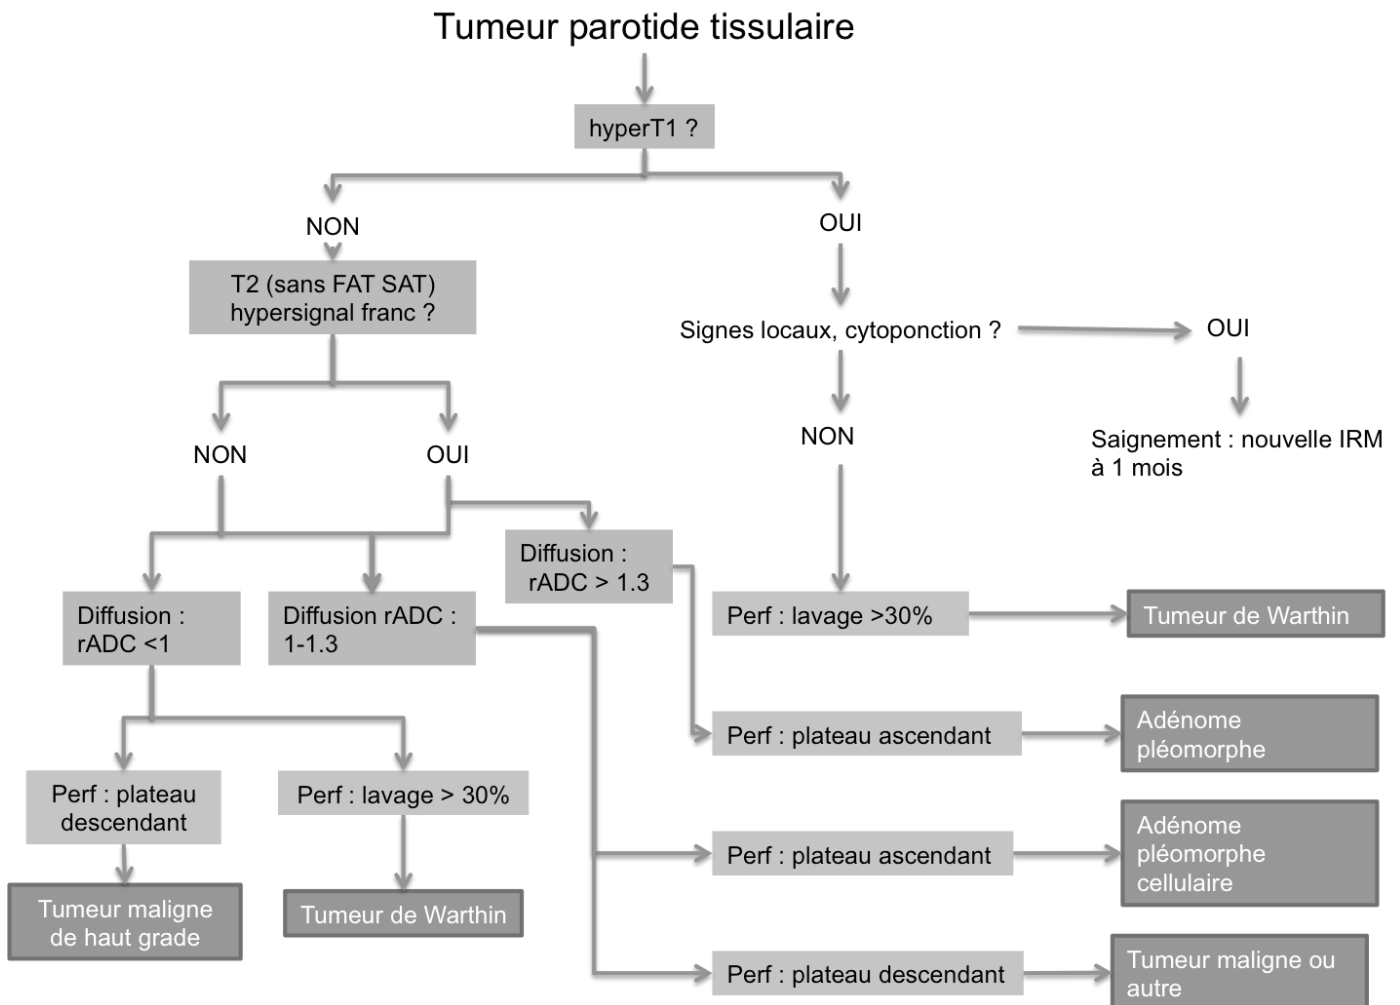 Tumeur parotide tissulaire
hyperT1 ?
NON
OUI
T2 (sans FAT SAT)
hypersignal franc ?
Signes locaux, cytoponction ?
OUI
NON
OUI
NON
Saignement : nouvelle IRM
à 1 mois
Diffusion :
rADC > 1.3
Diffusion :
rADC <1
Diffusion rADC :
1-1.3
Perf : lavage >30%
Tumeur de Warthin
Perf : plateau ascendant
Adénome
pléomorphe
Perf : plateau
descendant
Perf : lavage > 30%
Perf : plateau ascendant
Adénome
pléomorphe
cellulaire
Tumeur maligne
de haut grade
Tumeur de Warthin
Perf : plateau descendant
Tumeur maligne ou
autre